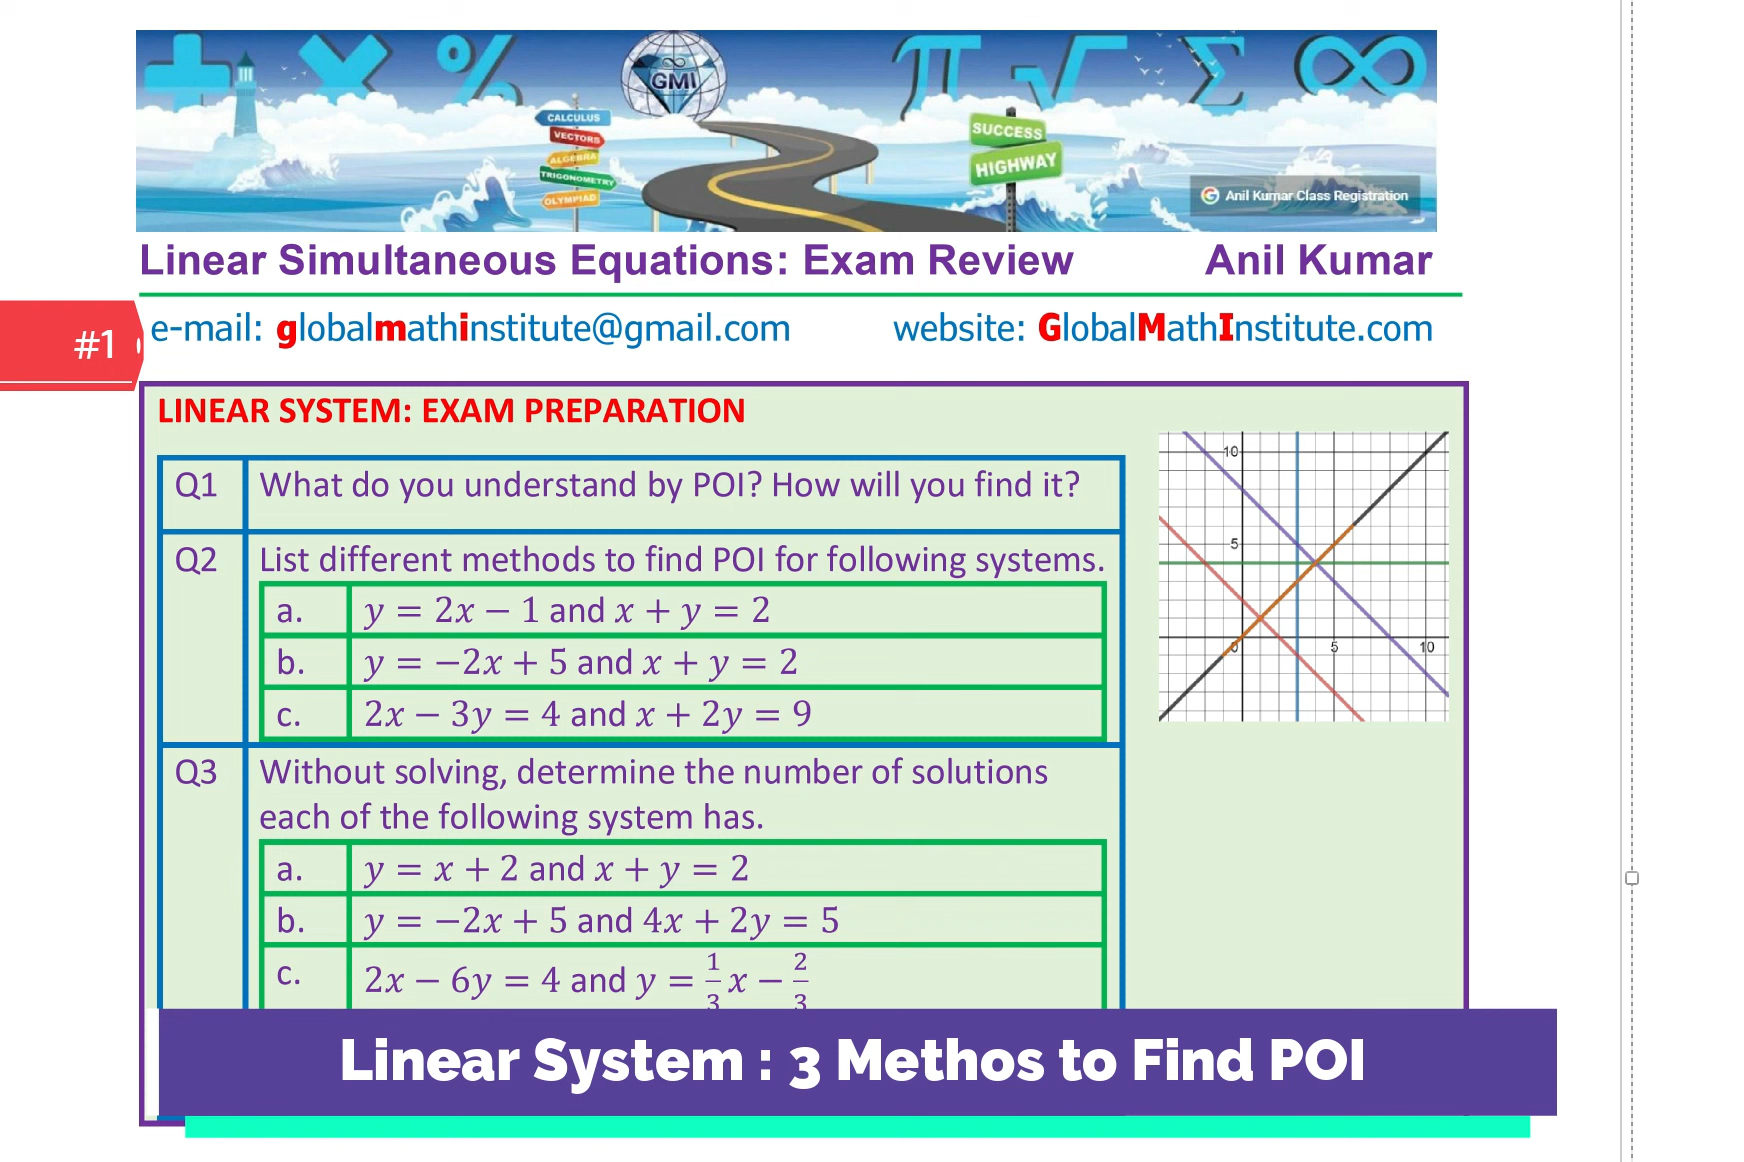 GMI
CALCULUS
VECTORS
ALGEBRA
TRIGONOMETRY
OLYMPIAD
SUCCESS
HIGHWAY
Anil Kumar Class Registration
Linear Simultaneous Equations: Exam Review Anil Kumar
#1
e-mail: globalmathinstitute@gmail.com website: GlobalMathInstitute.com
LINEAR SYSTEM: EXAM PREPARATION
Q1 What do you understand by POI? How will you find it?
Q2 List different methods to find POI for following systems.
a. y = 2x − 1 and x + y = 2
b. y = −2x + 5 and x + y = 2
c. 2x − 3y = 4 and x + 2y = 9
Q3 Without solving, determine the number of solutions
each of the following system has.
a. y = x + 2 and x + y = 2
b. y = −2x + 5 and 4x + 2y = 5
c. 2x − 6y = 4 and y = 1/3 x − 2/3
10
5
0 5 10
Linear System : 3 Methos to Find POI